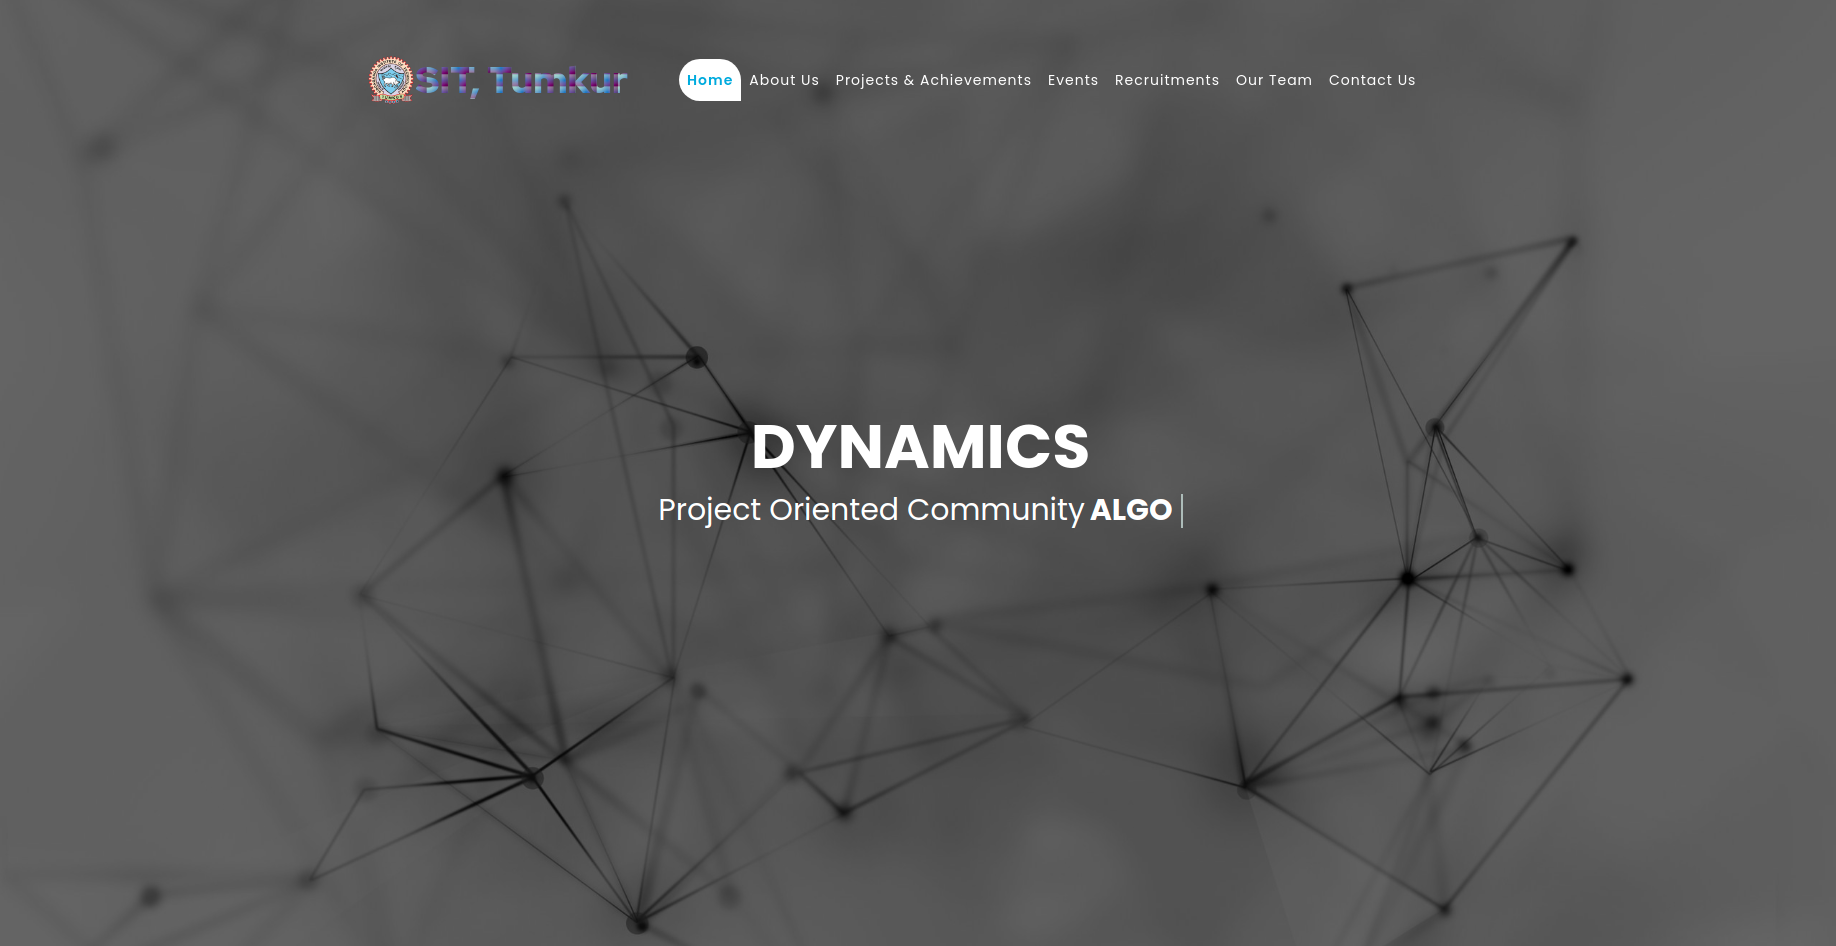 SIT, Tumkur
Home About Us Projects & Achievements Events Recruitments Our Team Contact Us
DYNAMICS
Project Oriented Community ALGO